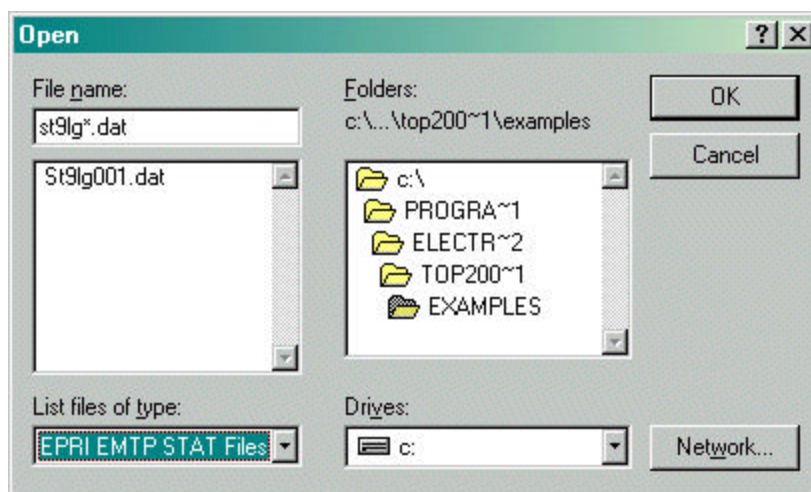 Open
File name:
st9lg*.dat
St9lg001.dat
List files of type:
EPRI EMTP STAT Files
Folders:
c:\...\top200~1\examples
c:\
PROGRA~1
ELECTR~2
TOP200~1
EXAMPLES
Drives:
c:
OK
Cancel
Network...